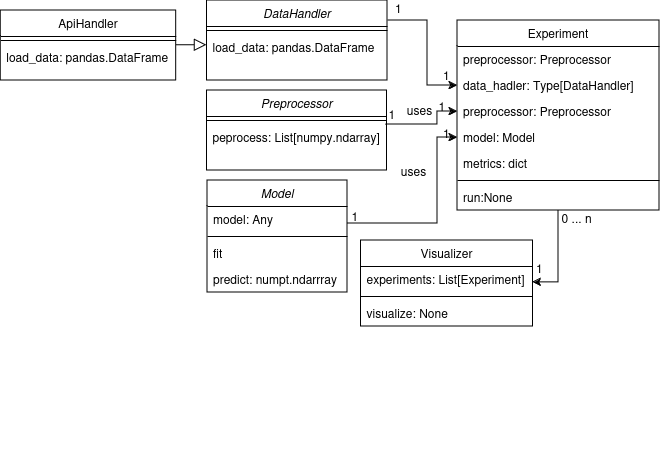 ApiHandler
load_data: pandas.DataFrame
DataHandler
load_data: pandas.DataFrame
1
1
Preprocessor
peprocess: List[numpy.ndarray]
1
uses
1
Model
model: Any
fit
predict: numpt.ndarrray
1
uses
1
Experiment
preprocessor: Preprocessor
data_hadler: Type[DataHandler]
preprocessor: Preprocessor
model: Model
metrics: dict
run:None
0 ... n
1
Visualizer
experiments: List[Experiment]
visualize: None